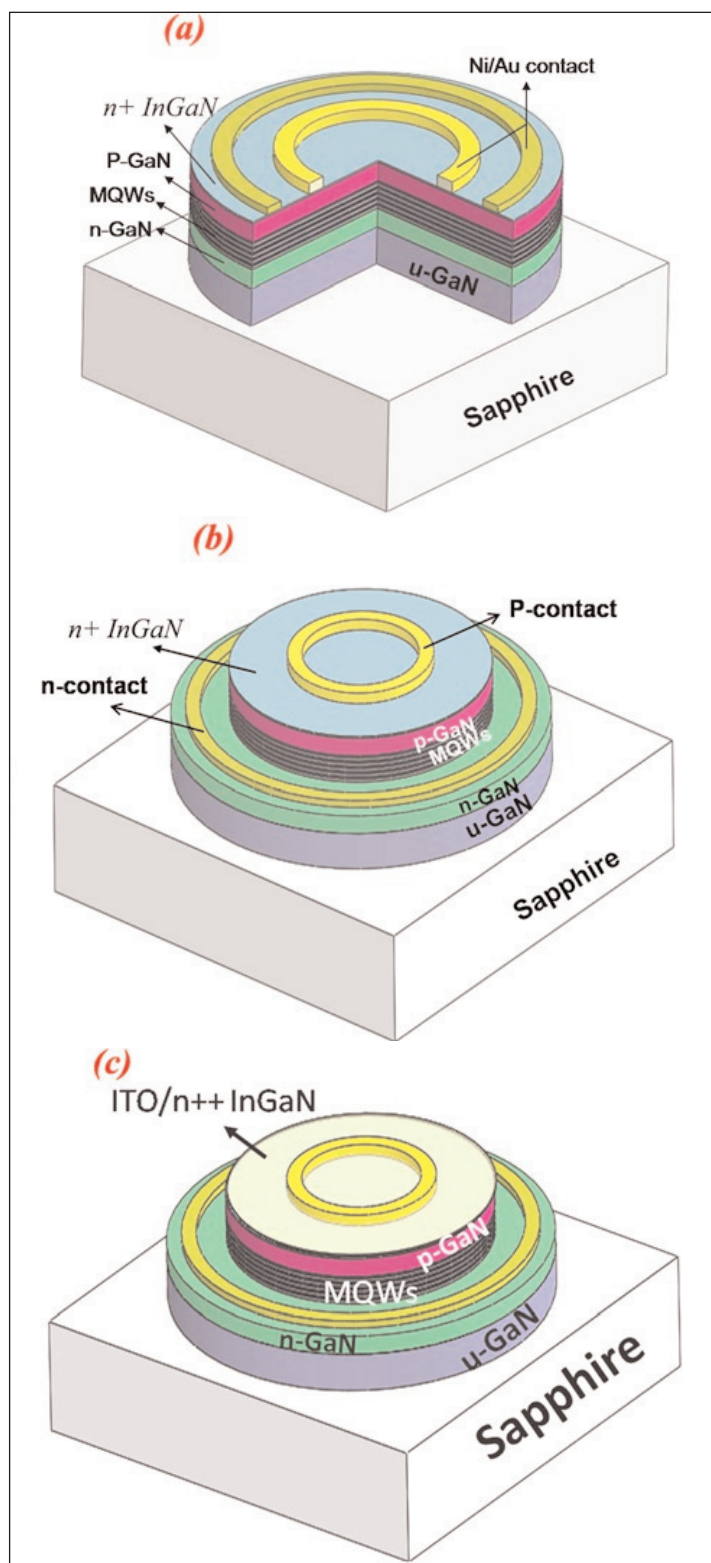 (a)
Ni/Au contact
n+ InGaN
P-GaN
MQWs
n-GaN
u-GaN
Sapphire
(b)
P-contact
n+ InGaN
n-contact
p-GaN
MQWs
n-GaN
u-GaN
Sapphire
(c)
ITO/n++ InGaN
p-GaN
MQWs
n-GaN
u-GaN
Sapphire